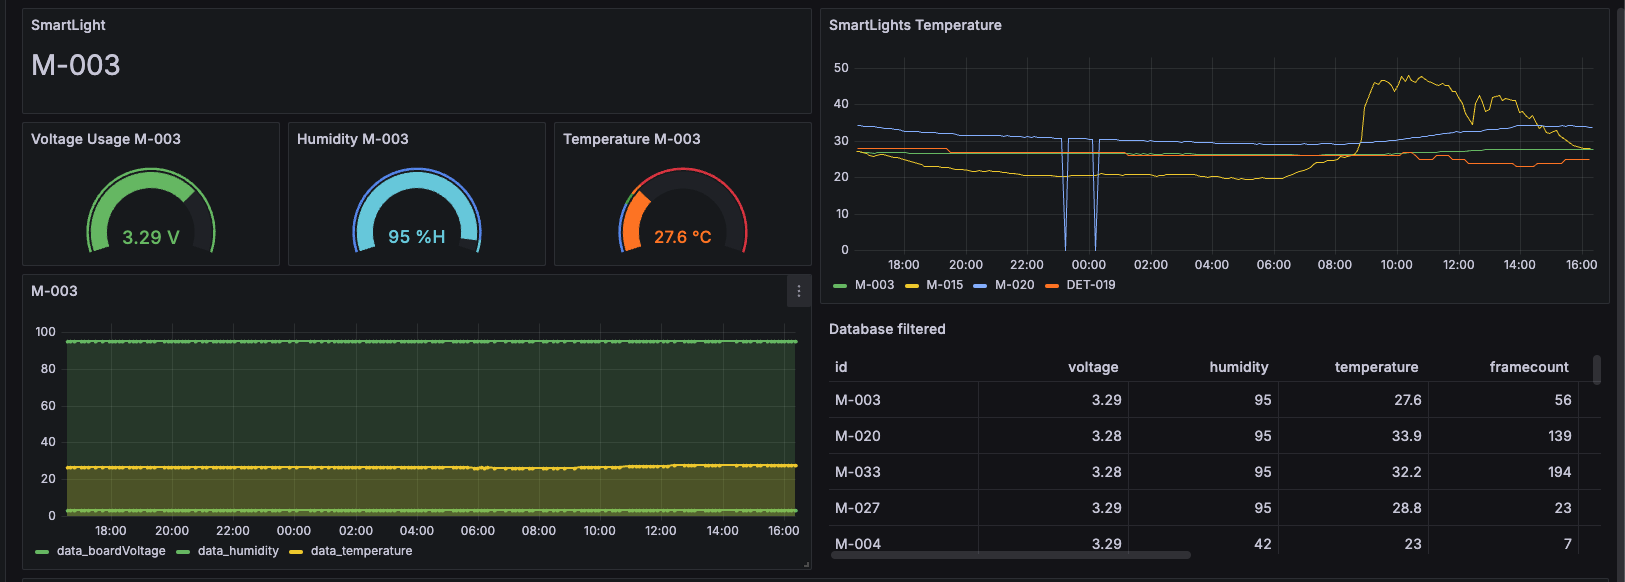 SmartLight
M-003
Voltage Usage M-003
3.29 V
Humidity M-003
95 %H
Temperature M-003
27.6 °C
M-003
100
80
60
40
20
0
18:00 20:00 22:00 00:00 02:00 04:00 06:00 08:00 10:00 12:00 14:00 16:00
data_boardVoltage data_humidity data_temperature
SmartLights Temperature
50
40
30
20
10
0
18:00 20:00 22:00 00:00 02:00 04:00 06:00 08:00 10:00 12:00 14:00 16:00
M-003 M-015 M-020 DET-019
Database filtered
id voltage humidity temperature framecount
M-003 3.29 95 27.6 56
M-020 3.28 95 33.9 139
M-033 3.28 95 32.2 194
M-027 3.29 95 28.8 23
M-004 3.29 42 23 7